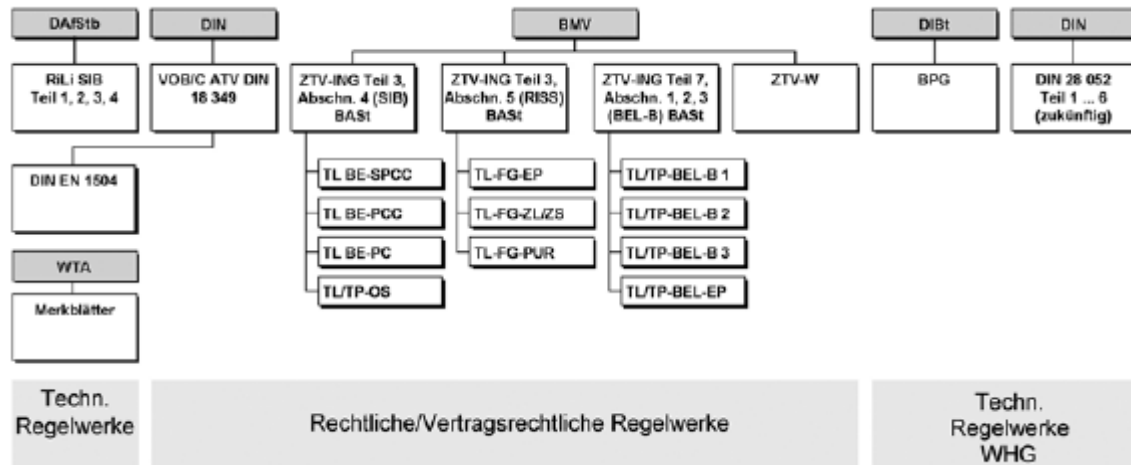 DAfStb
RiLi SIB
Teil 1, 2, 3, 4
DIN
VOB/C ATV DIN
18 349
DIN EN 1504
WTA
Merkblätter
BMV
ZTV-ING Teil 3,
Abschn. 4 (SIB)
BASt
TL BE-SPCC
TL BE-PCC
TL BE-PC
TL/TP-OS
ZTV-ING Teil 3,
Abschn. 5 (RISS)
BASt
TL-FG-EP
TL-FG-ZL/ZS
TL-FG-PUR
ZTV-ING Teil 7,
Abschn. 1, 2, 3
(BEL-B) BASt
TL/TP-BEL-B 1
TL/TP-BEL-B 2
TL/TP-BEL-B 3
TL/TP-BEL-EP
ZTV-W
DIBt
BPG
DIN
DIN 28 052
Teil 1 ... 6
(zukünftig)
Techn.
Regelwerke
Rechtliche/Vertragsrechtliche Regelwerke
Techn.
Regelwerke
WHG